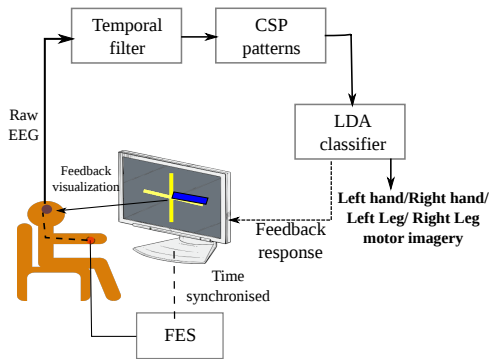 Temporal
filter
CSP
patterns
Raw
EEG
LDA
classifier
Feedback
visualization
Left hand/Right hand/
Left Leg/ Right Leg
motor imagery
Feedback
response
Time
synchronised
FES